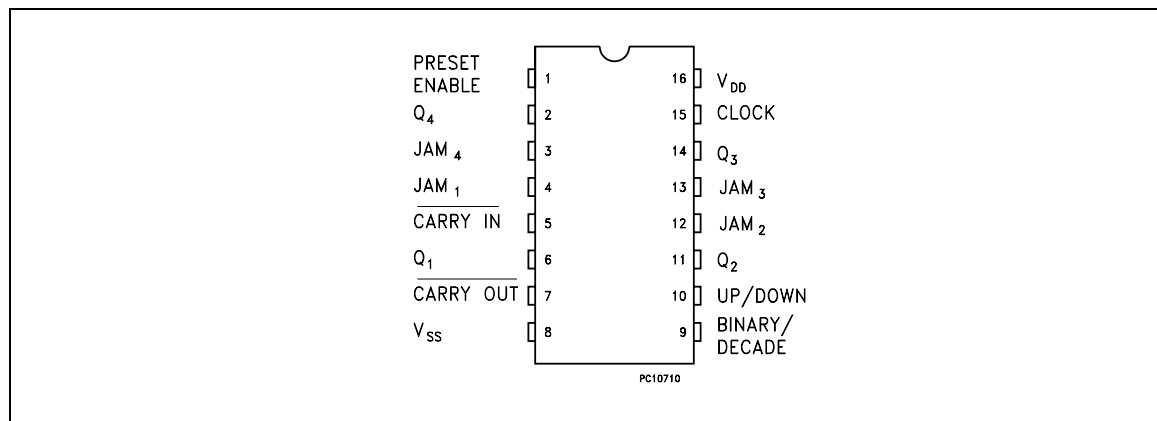 PRESET
ENABLE 1 16 V_DD
Q_4 2 15 CLOCK
JAM_4 3 14 Q_3
JAM_1 4 13 JAM_3
CARRY IN 5 12 JAM_2
Q_1 6 11 Q_2
CARRY OUT 7 10 UP/DOWN
V_SS 8 9 BINARY/
DECADE
PC10710